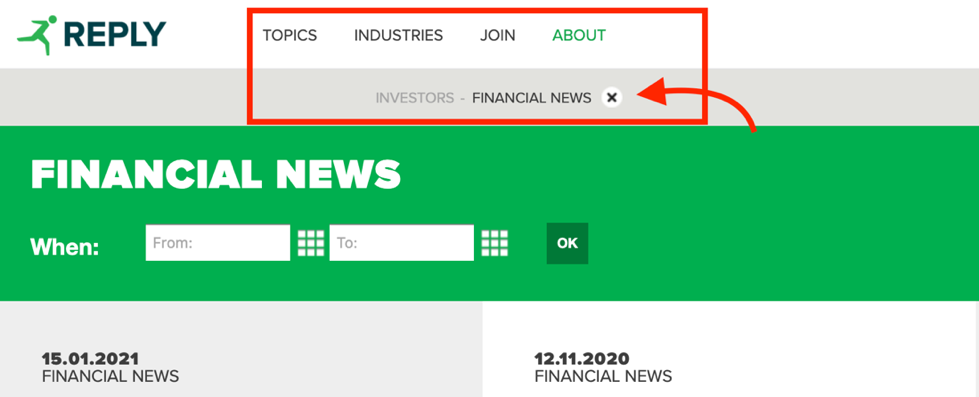 REPLY
TOPICS INDUSTRIES JOIN ABOUT
INVESTORS - FINANCIAL NEWS
FINANCIAL NEWS
When: From: To: OK
15.01.2021
FINANCIAL NEWS
12.11.2020
FINANCIAL NEWS